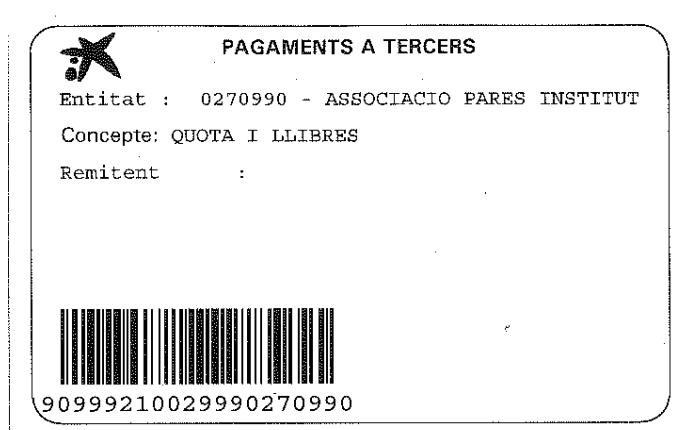 PAGAMENTS A TERCERS
Entitat : 0270990 - ASSOCIACIO PARES INSTITUT
Concepte: QUOTA I LLIBRES
Remitent :
90999210029990270990